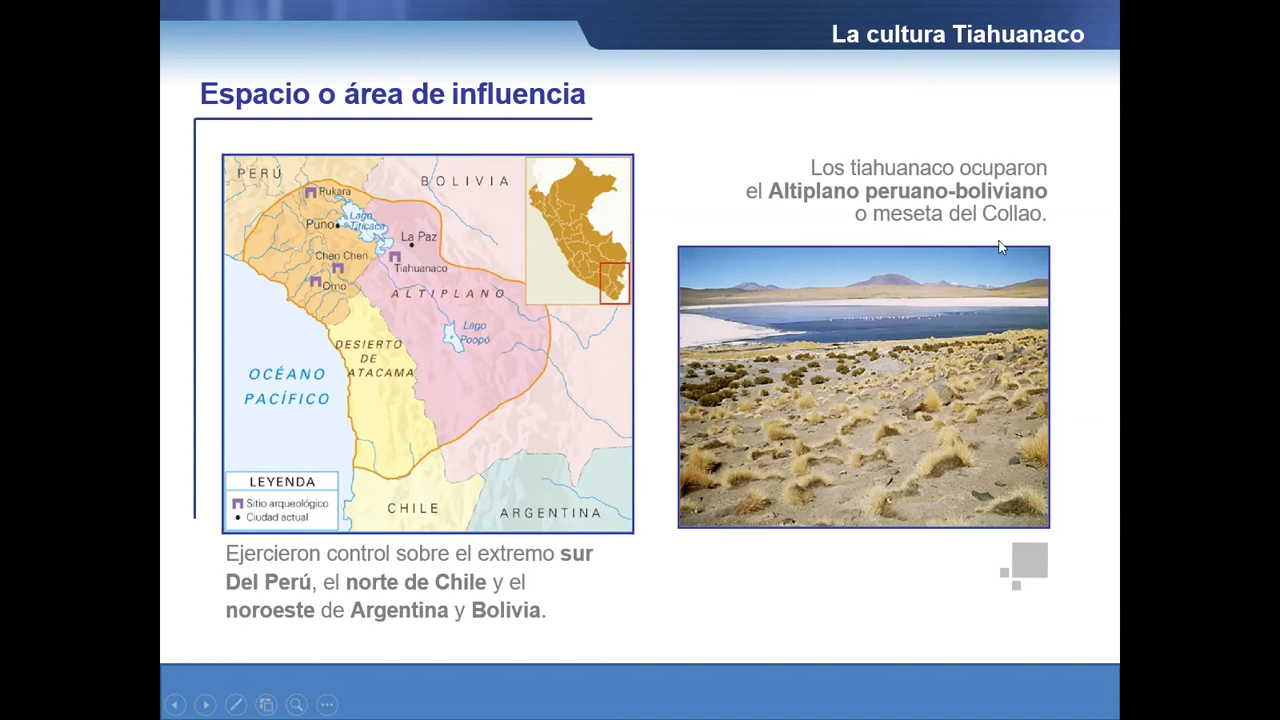 La cultura Tiahuanaco
Espacio o área de influencia
PERÚ
BOLIVIA
Pukara
Lago
Titicaca
Puno
La Paz
Chen Chen
Tiahuanaco
Omo
ALTIPLANO
Lago
Poopó
DESIERTO
DE
ATACAMA
OCÉANO
PACÍFICO
LEYENDA
Sitio arqueológico
Ciudad actual
CHILE
ARGENTINA
Ejercieron control sobre el extremo sur
Del Perú, el norte de Chile y el
noroeste de Argentina y Bolivia.
Los tiahuanaco ocuparon
el Altiplano peruano-boliviano
o meseta del Collao.